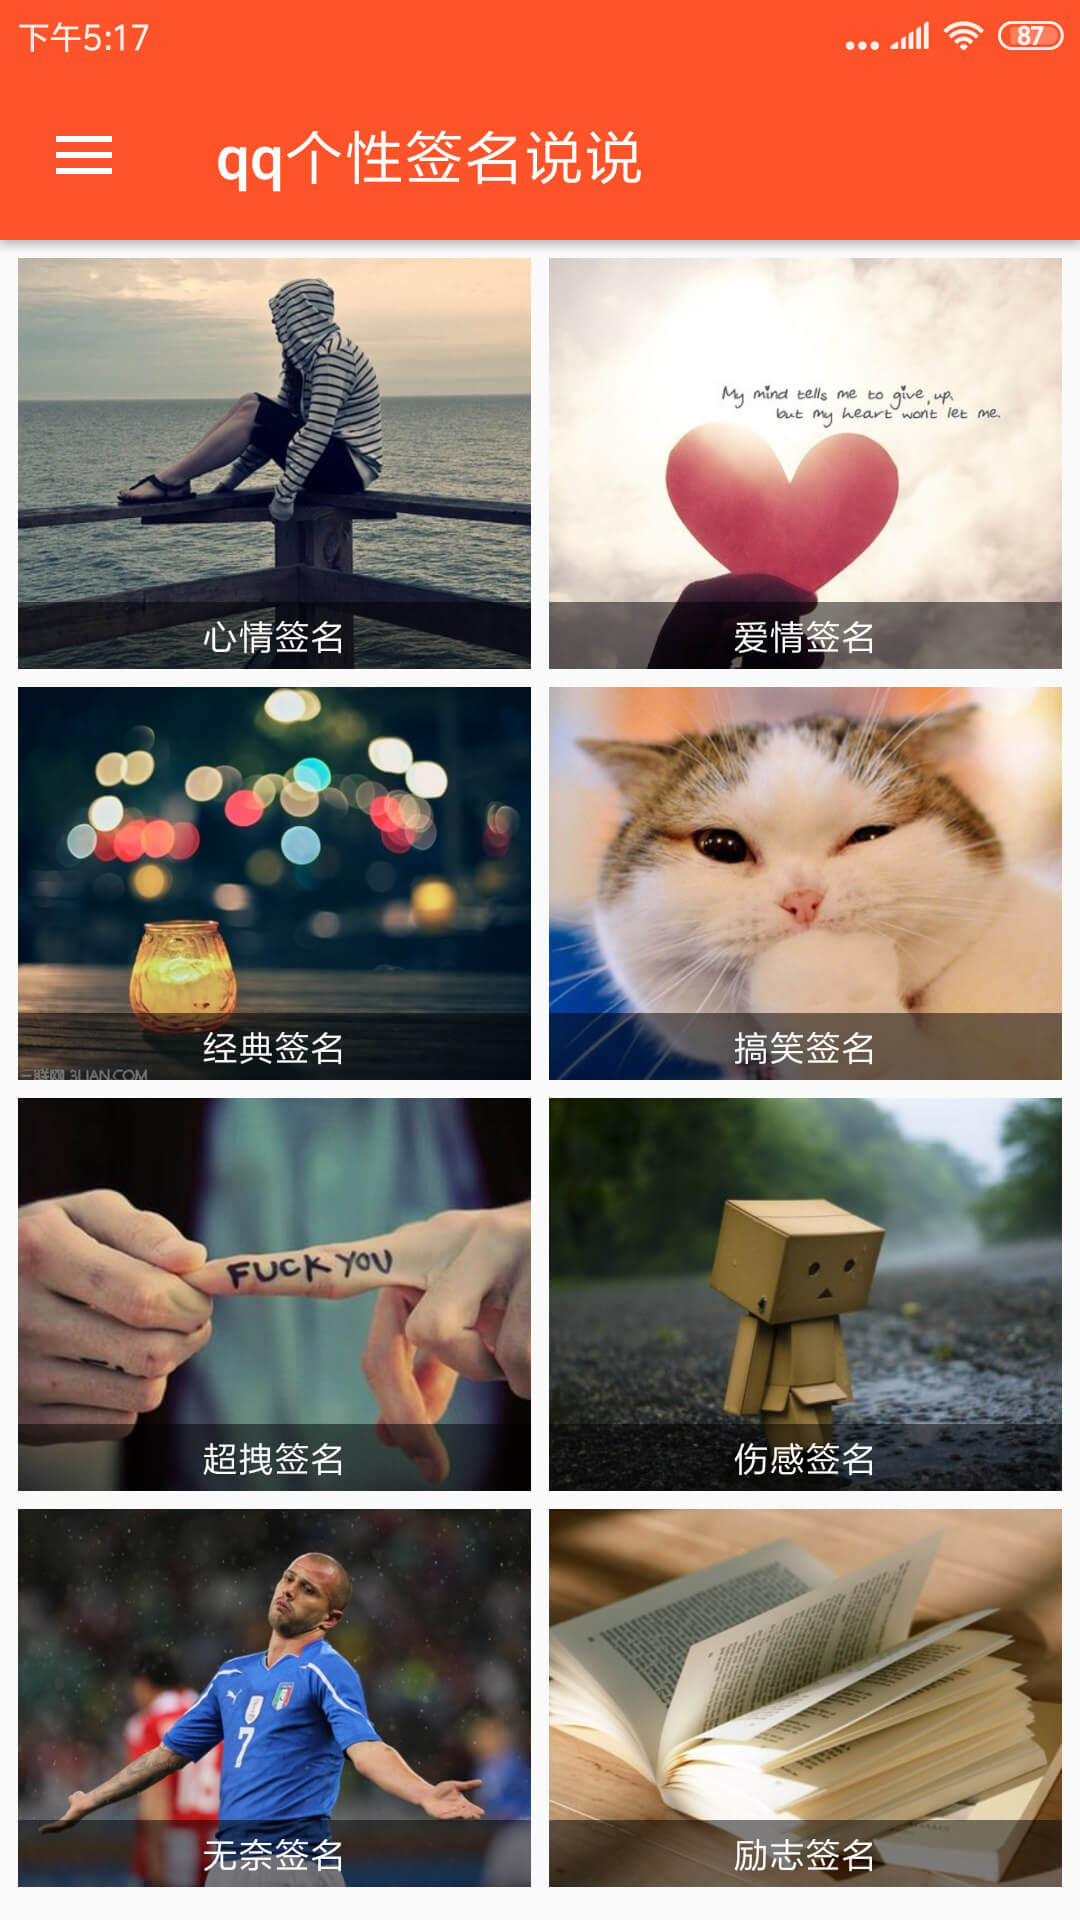 下午5:17
87
qq个性签名说说
My mind tells me to give up,
but my heart wont let me.
心情签名
爱情签名
三联网 3LIAN.COM
经典签名
搞笑签名
FUCK YOU
超拽签名
伤感签名
7
无奈签名
励志签名